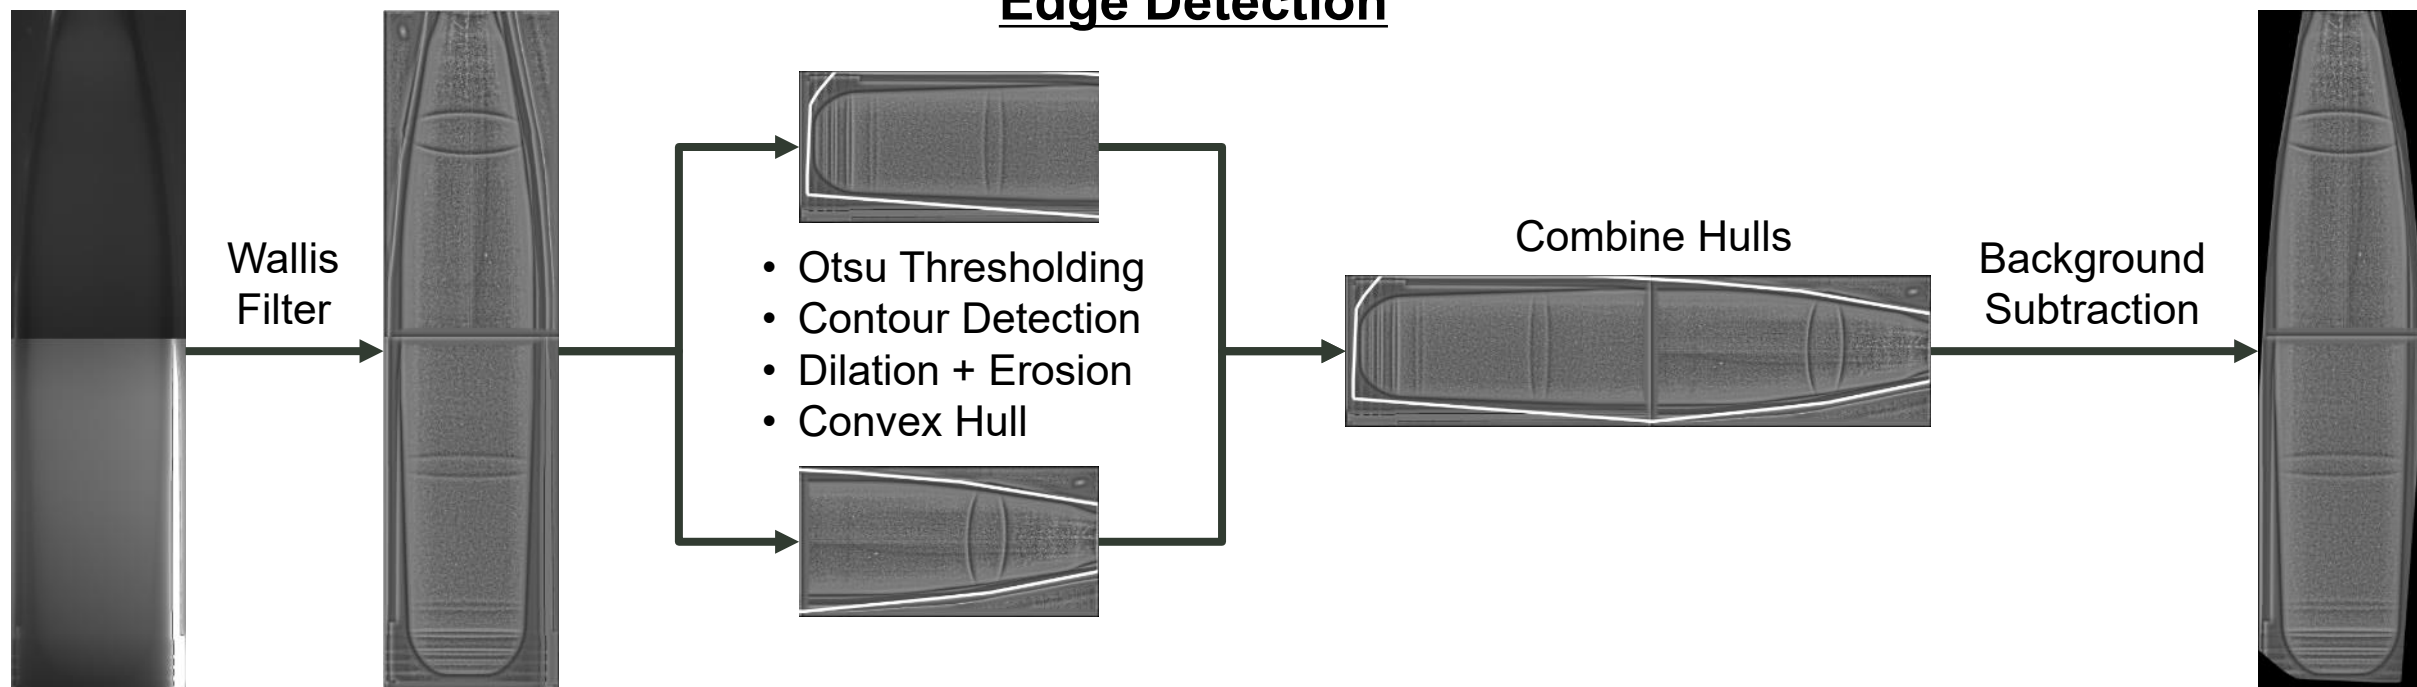 Edge Detection
Wallis
Filter
• Otsu Thresholding
• Contour Detection
• Dilation + Erosion
• Convex Hull
Combine Hulls
Background
Subtraction